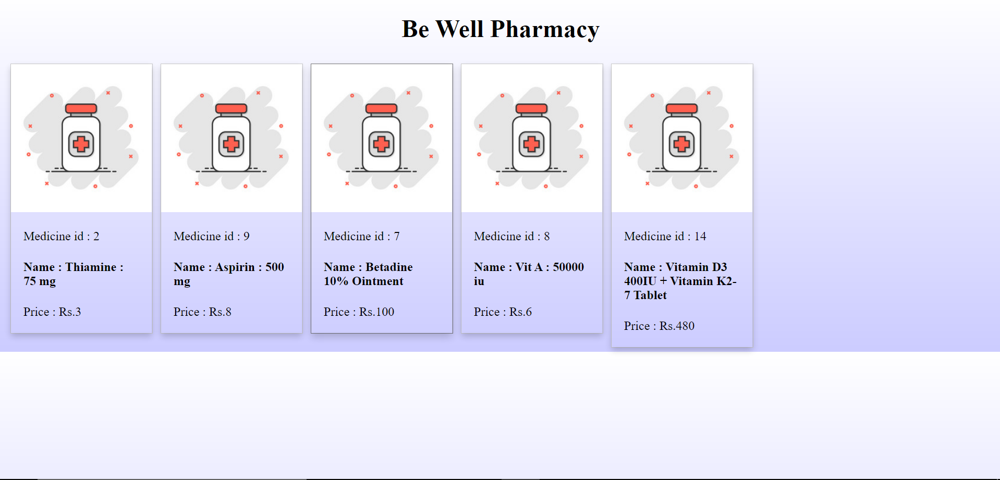 Be Well Pharmacy
Medicine id : 2
Name : Thiamine :
75 mg
Price : Rs.3
Medicine id : 9
Name : Aspirin : 500
mg
Price : Rs.8
Medicine id : 7
Name : Betadine
10% Ointment
Price : Rs.100
Medicine id : 8
Name : Vit A : 50000
iu
Price : Rs.6
Medicine id : 14
Name : Vitamin D3
400IU + Vitamin K2-
7 Tablet
Price : Rs.480